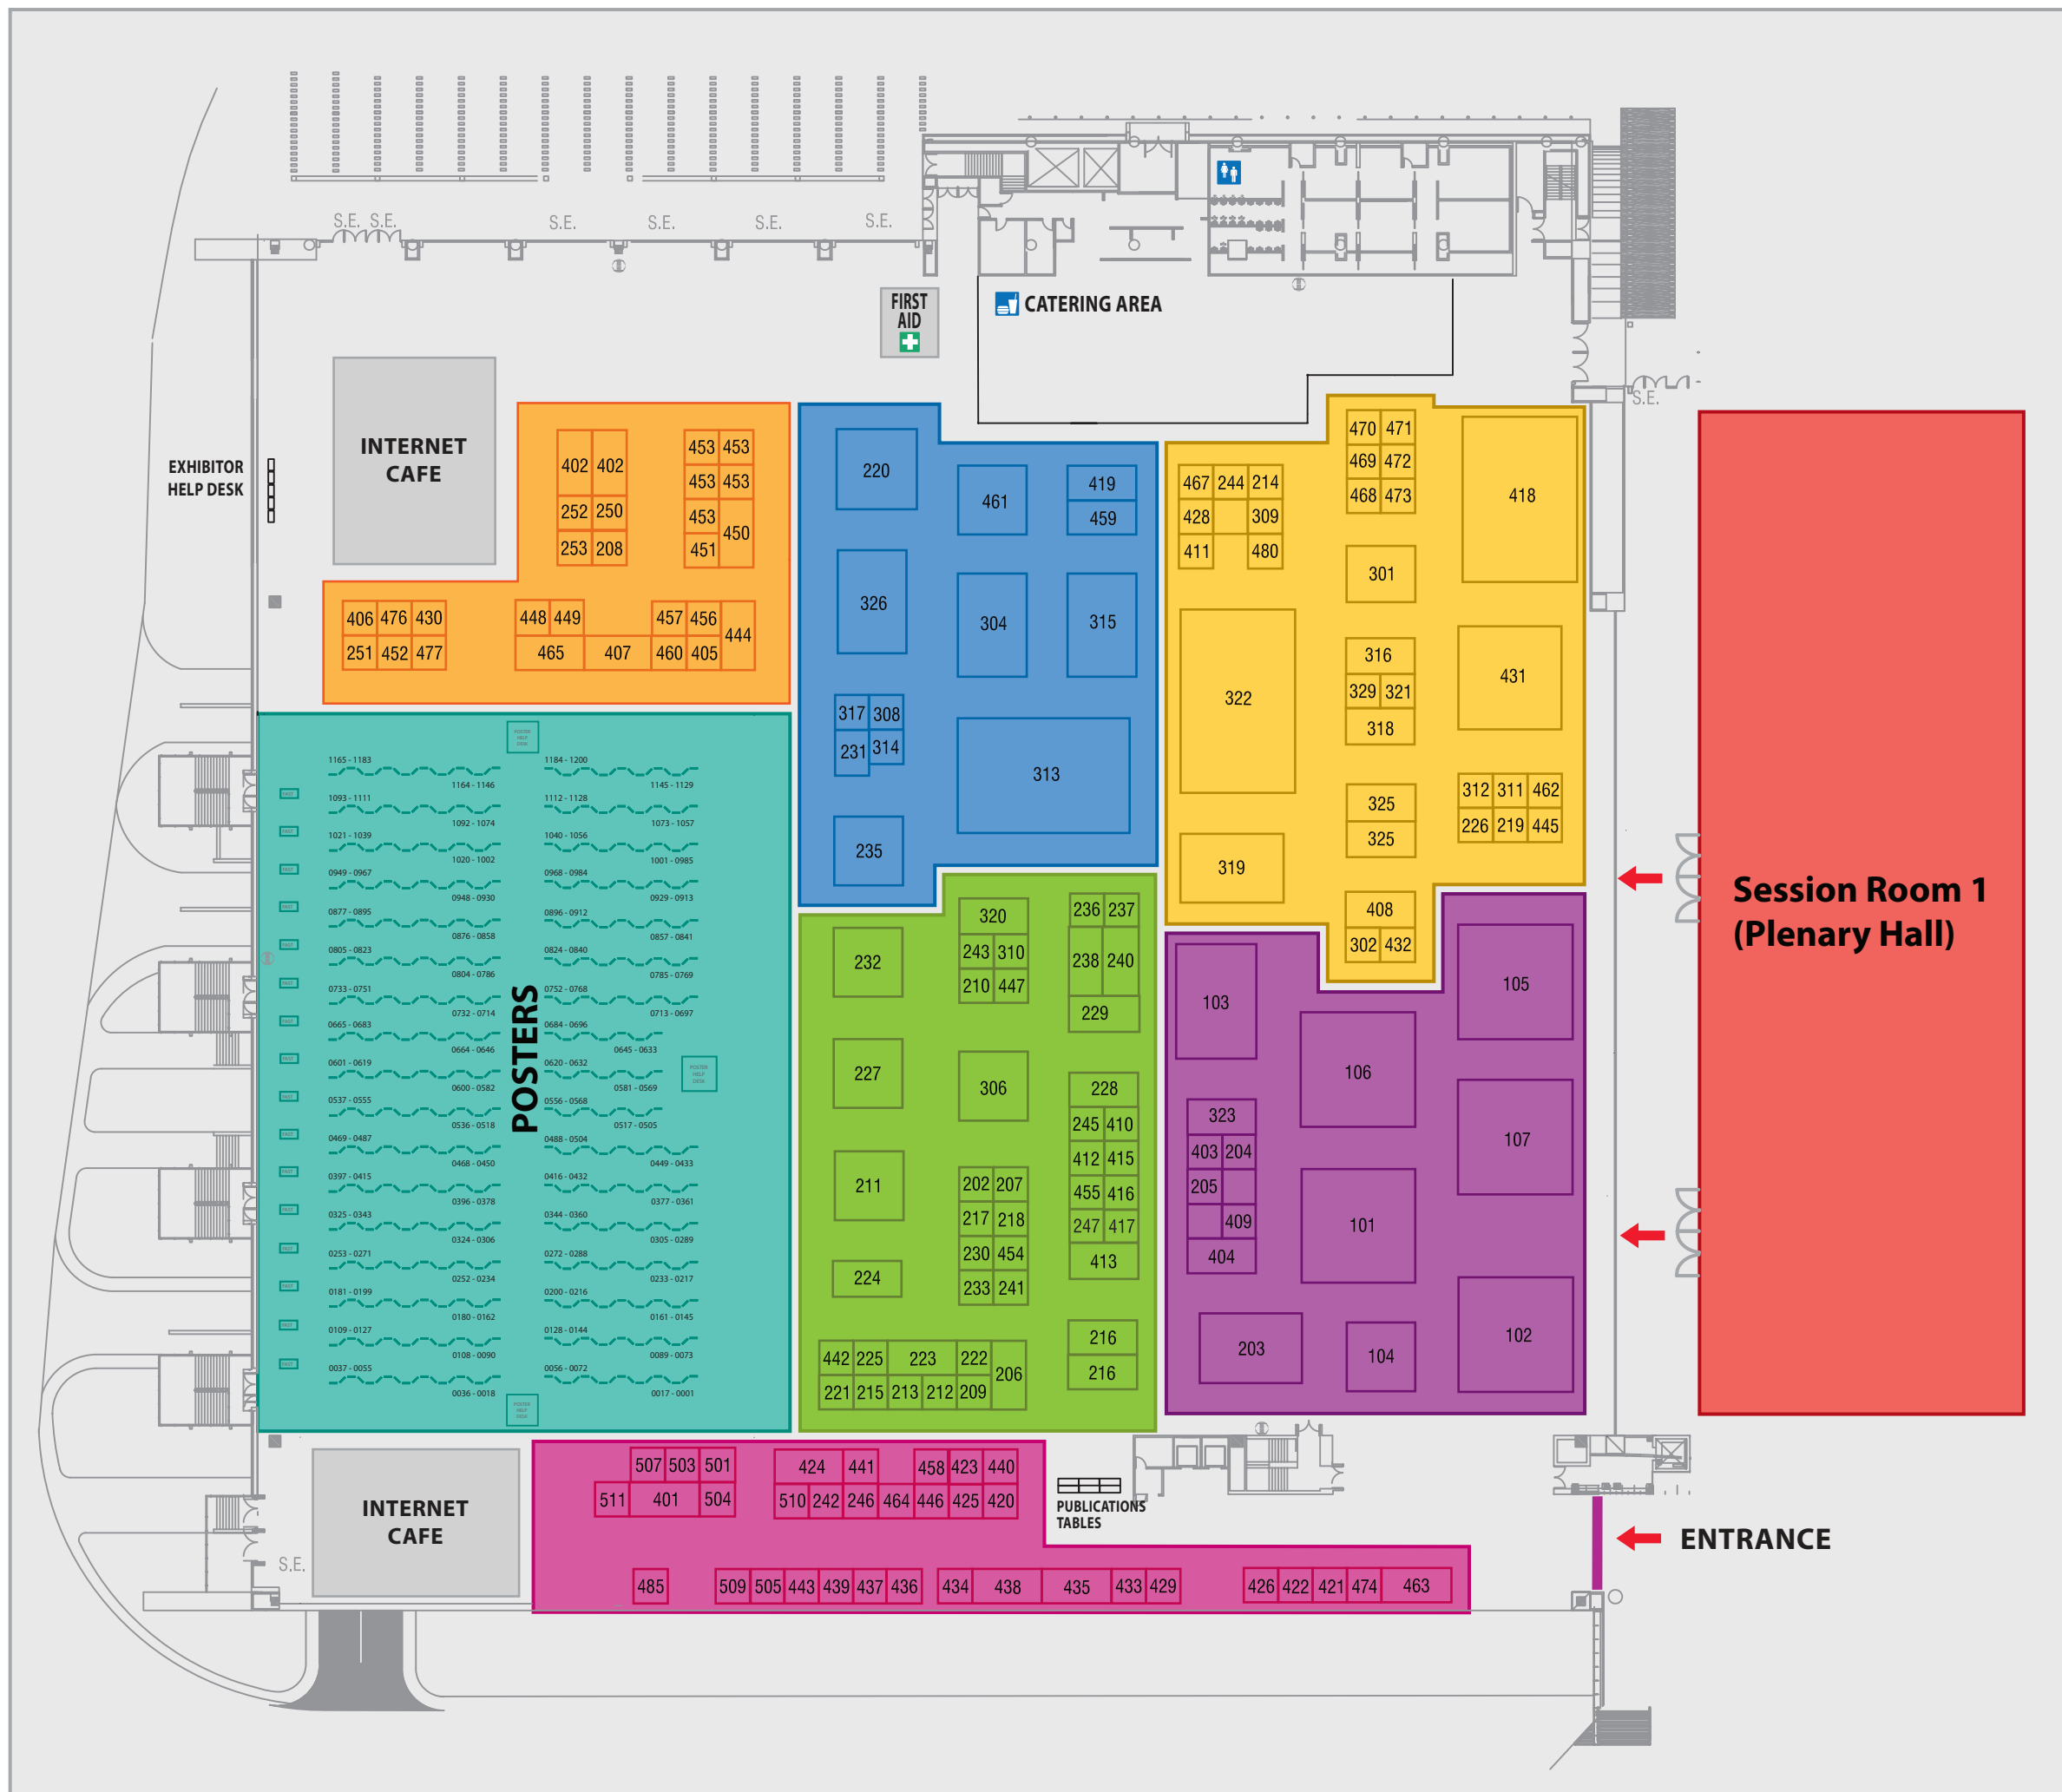 S.E. S.E. S.E. S.E. S.E. S.E.
FIRST
AID
CATERING AREA
S.E.
EXHIBITOR
HELP DESK
INTERNET
CAFE
402 402
252 250
253 208
453 453
453 453
453 450
451
406 476 430
251 452 477
448 449
465 407
457 456 444
460 405
220
461
419
459
326
304
315
317 308
231 314
313
235
467 244 214
428 309
411 480
470 471
469 472
468 473
418
301
322
316
329 321
318
431
325
325
312 311 462
226 219 445
319
408
302 432
Session Room 1
(Plenary Hall)
POSTER
HELP
DESK
1165 - 1183 1184 - 1200
1164 - 1146 1145 - 1129
1093 - 1111 1112 - 1128
1092 - 1074 1073 - 1057
1021 - 1039 1040 - 1056
1020 - 1002 1001 - 0985
0949 - 0967 0968 - 0984
0948 - 0930 0929 - 0913
0877 - 0895 0896 - 0912
0876 - 0858 0857 - 0841
0805 - 0823 0824 - 0840
0804 - 0786 0785 - 0769
0733 - 0751 0752 - 0768
0732 - 0714 0713 - 0697
0665 - 0683 0684 - 0696
0664 - 0646 0645 - 0633
0601 - 0619 0620 - 0632
0600 - 0582 0581 - 0569
0537 - 0555 0556 - 0568
0536 - 0518 0517 - 0505
0469 - 0487 0488 - 0504
0468 - 0450 0449 - 0433
0397 - 0415 0416 - 0432
0396 - 0378 0377 - 0361
0325 - 0343 0344 - 0360
0324 - 0306 0305 - 0289
0253 - 0271 0272 - 0288
0252 - 0234 0233 - 0217
0181 - 0199 0200 - 0216
0180 - 0162 0161 - 0145
0109 - 0127 0128 - 0144
0108 - 0090 0089 - 0073
0037 - 0055 0056 - 0072
0036 - 0018 0017 - 0001
POSTERS
POSTER
HELP
DESK
POSTER
HELP
DESK
232
320
243 310
210 447
236 237
238 240
229
227
306
228
245 410
412 415
455 416
247 417
413
211
202 207
217 218
230 454
233 241
224
216
216
442 225 223 222 206
221 215 213 212 209
103
105
106
107
323
403 204
205
409
404
101
102
203
104
INTERNET
CAFE
S.E.
507 503 501
511 401 504
424 441 458 423 440
510 242 246 464 446 425 420
PUBLICATIONS
TABLES
485
509 505 443 439 437 436
434 438 435 433 429
426 422 421 474 463
ENTRANCE